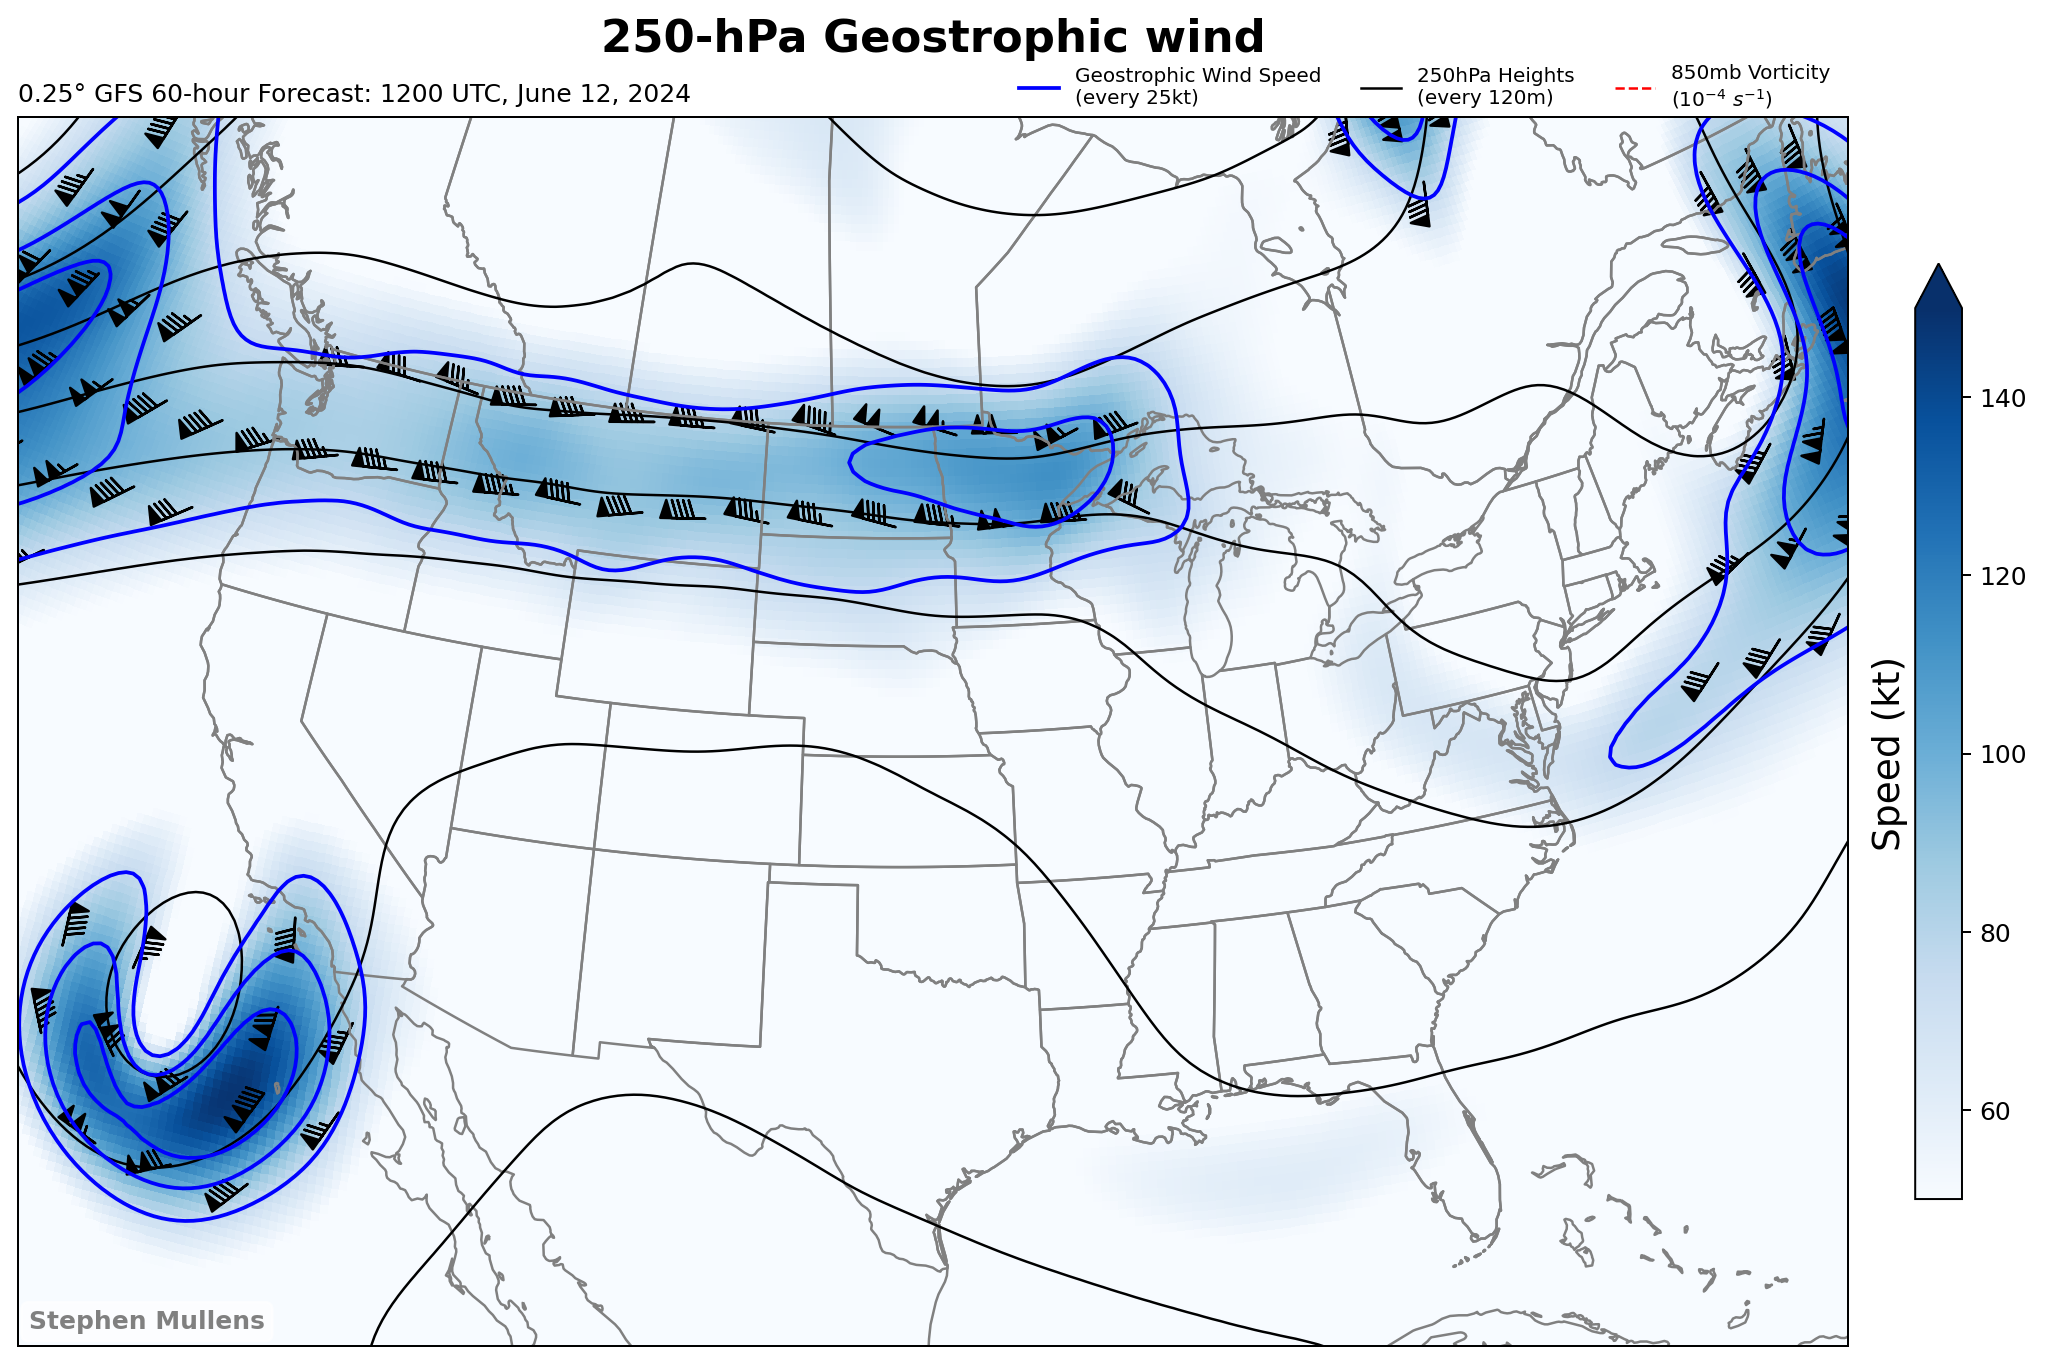 250-hPa Geostrophic wind
0.25° GFS 60-hour Forecast: 1200 UTC, June 12, 2024
Geostrophic Wind Speed
(every 25kt)
250hPa Heights
(every 120m)
850mb Vorticity
(10⁻⁴ s⁻¹)
140
120
100
80
60
Speed (kt)
Stephen Mullens